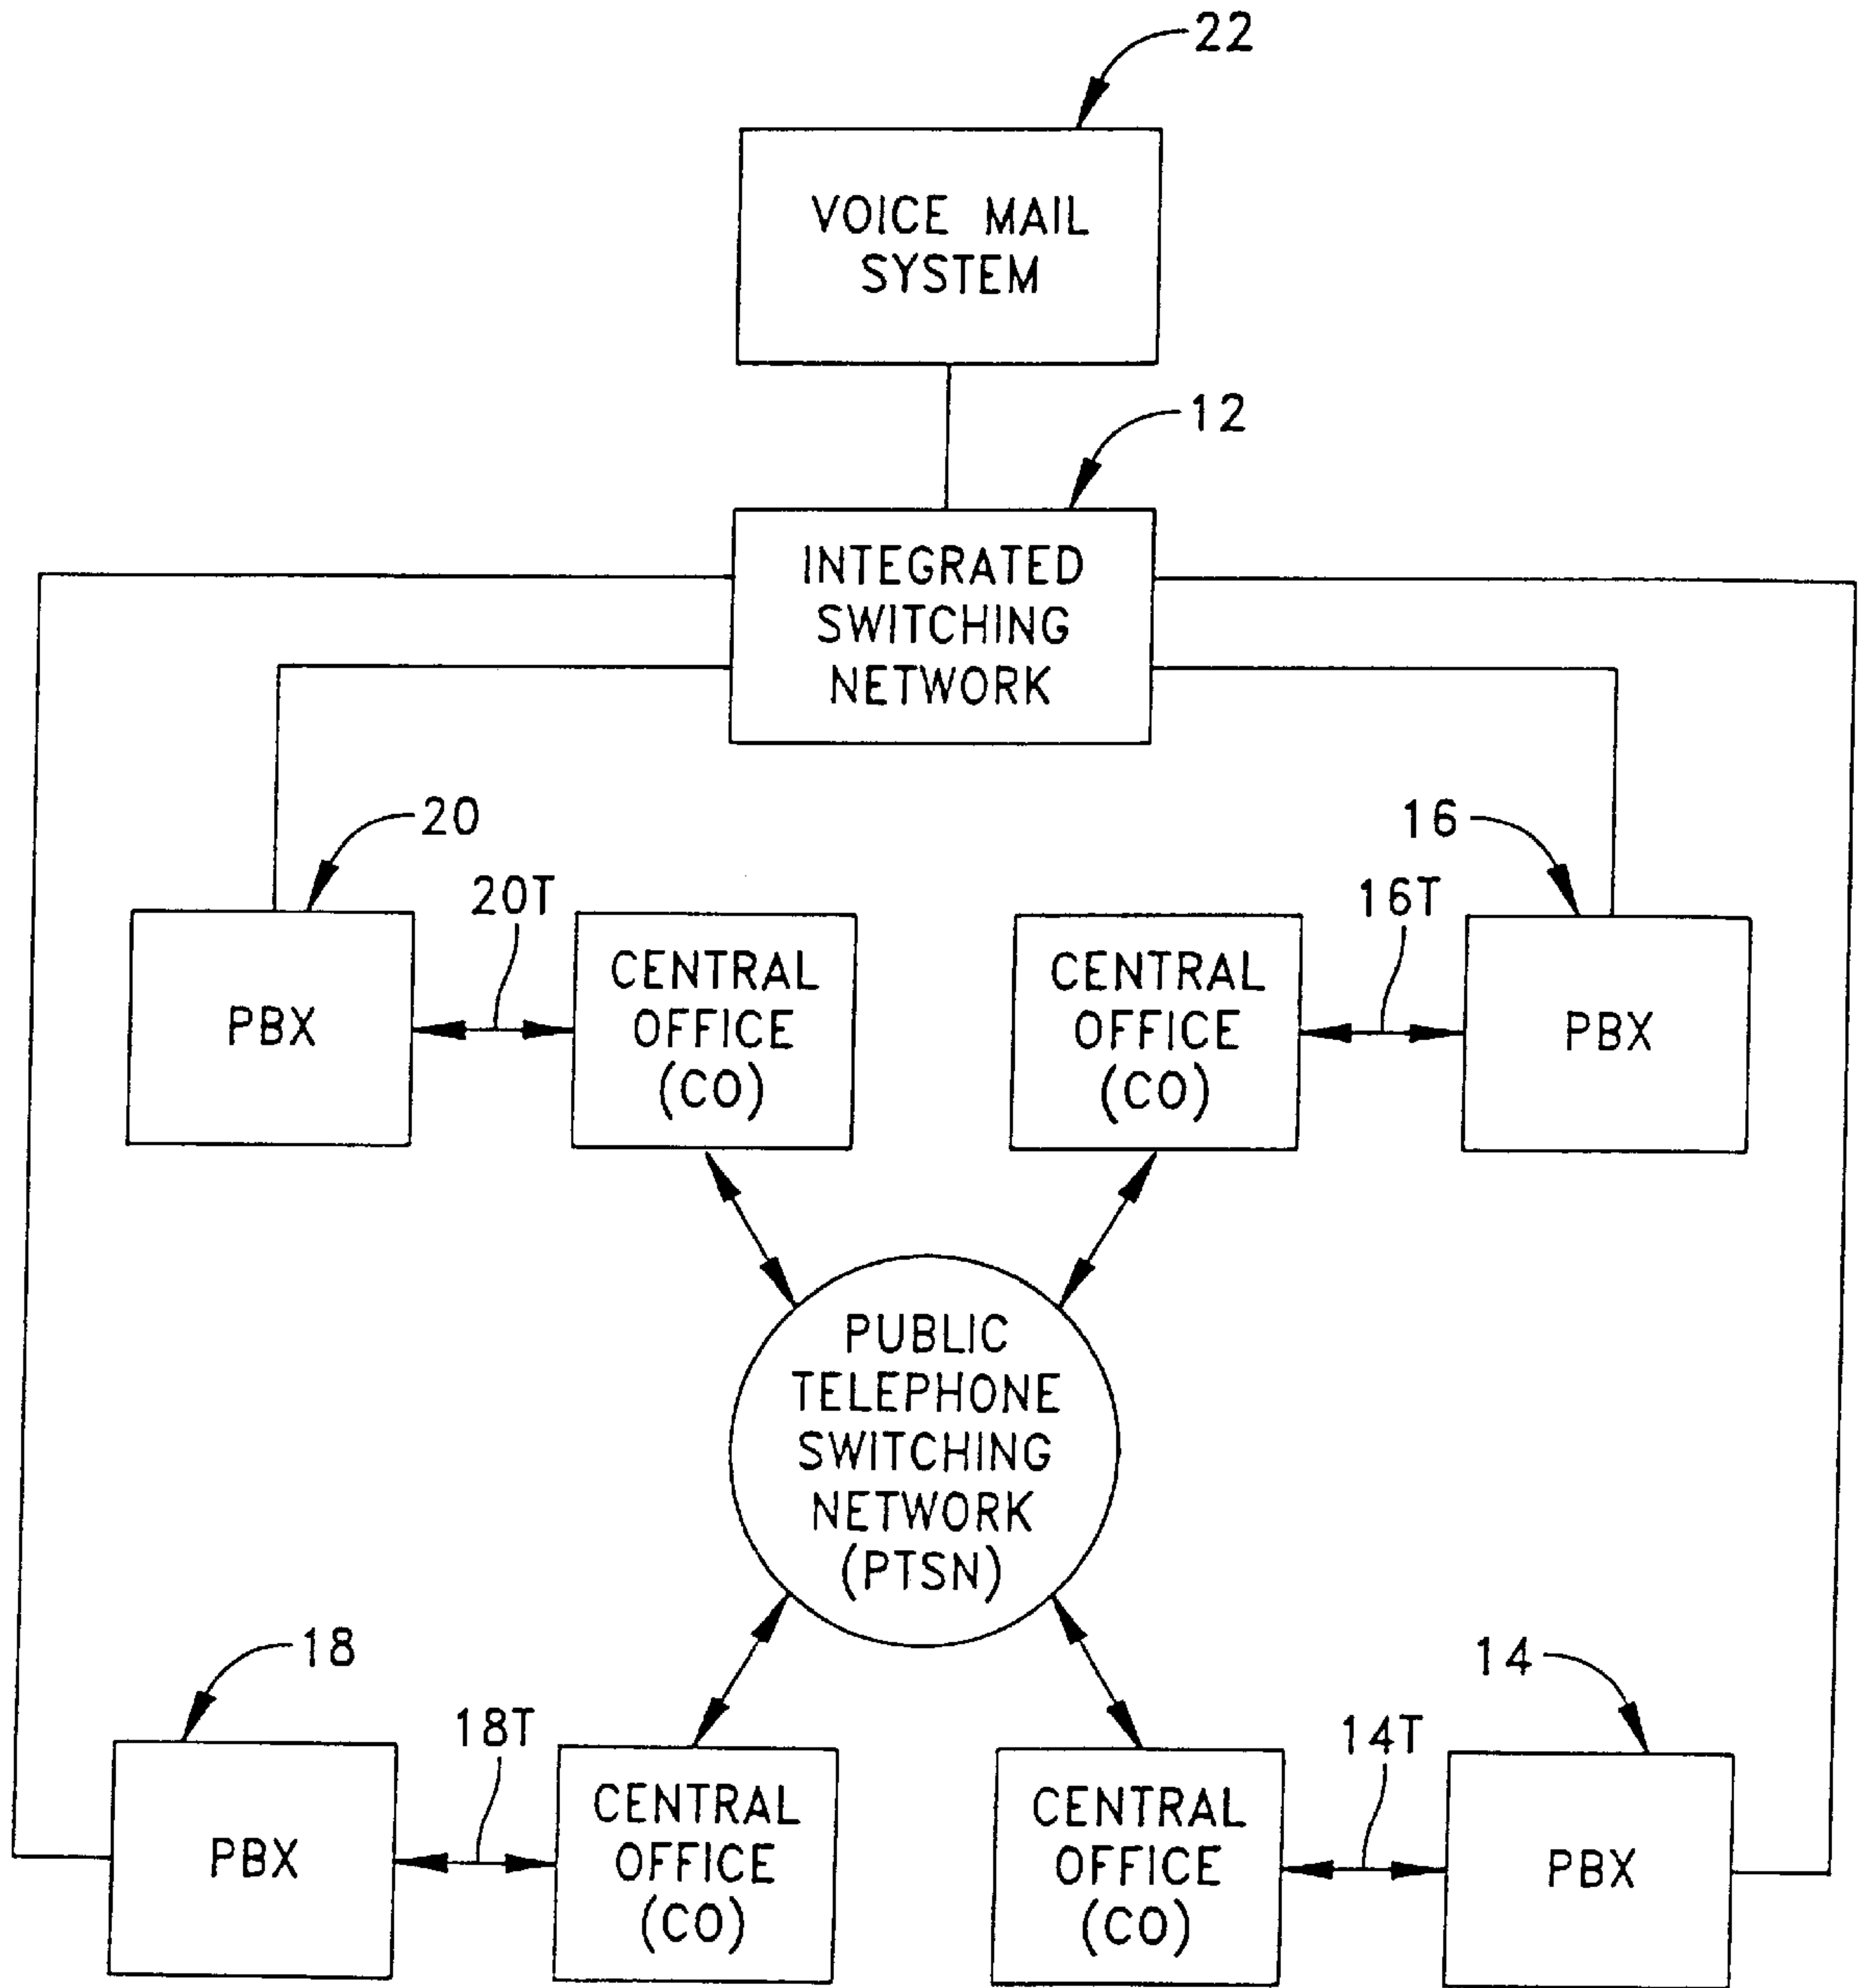 22
VOICE MAIL
SYSTEM
12
INTEGRATED
SWITCHING
NETWORK
20
16
20T
16T
PBX
CENTRAL
OFFICE
(CO)
CENTRAL
OFFICE
(CO)
PBX
PUBLIC
TELEPHONE
SWITCHING
NETWORK
(PTSN)
18
14
18T
14T
PBX
CENTRAL
OFFICE
(CO)
CENTRAL
OFFICE
(CO)
PBX